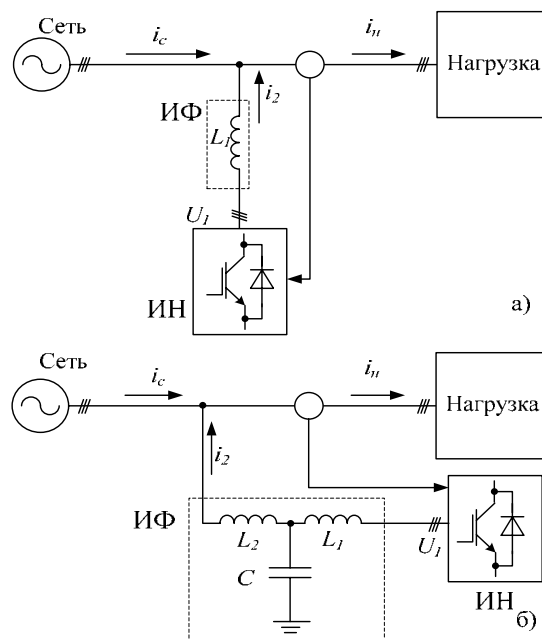 Сеть
i_c
i_н
Нагрузка
i_2
ИФ
L_1
U_1
ИН
а)
Сеть
i_c
i_н
Нагрузка
i_2
ИФ
L_2
L_1
U_1
C
ИН
б)